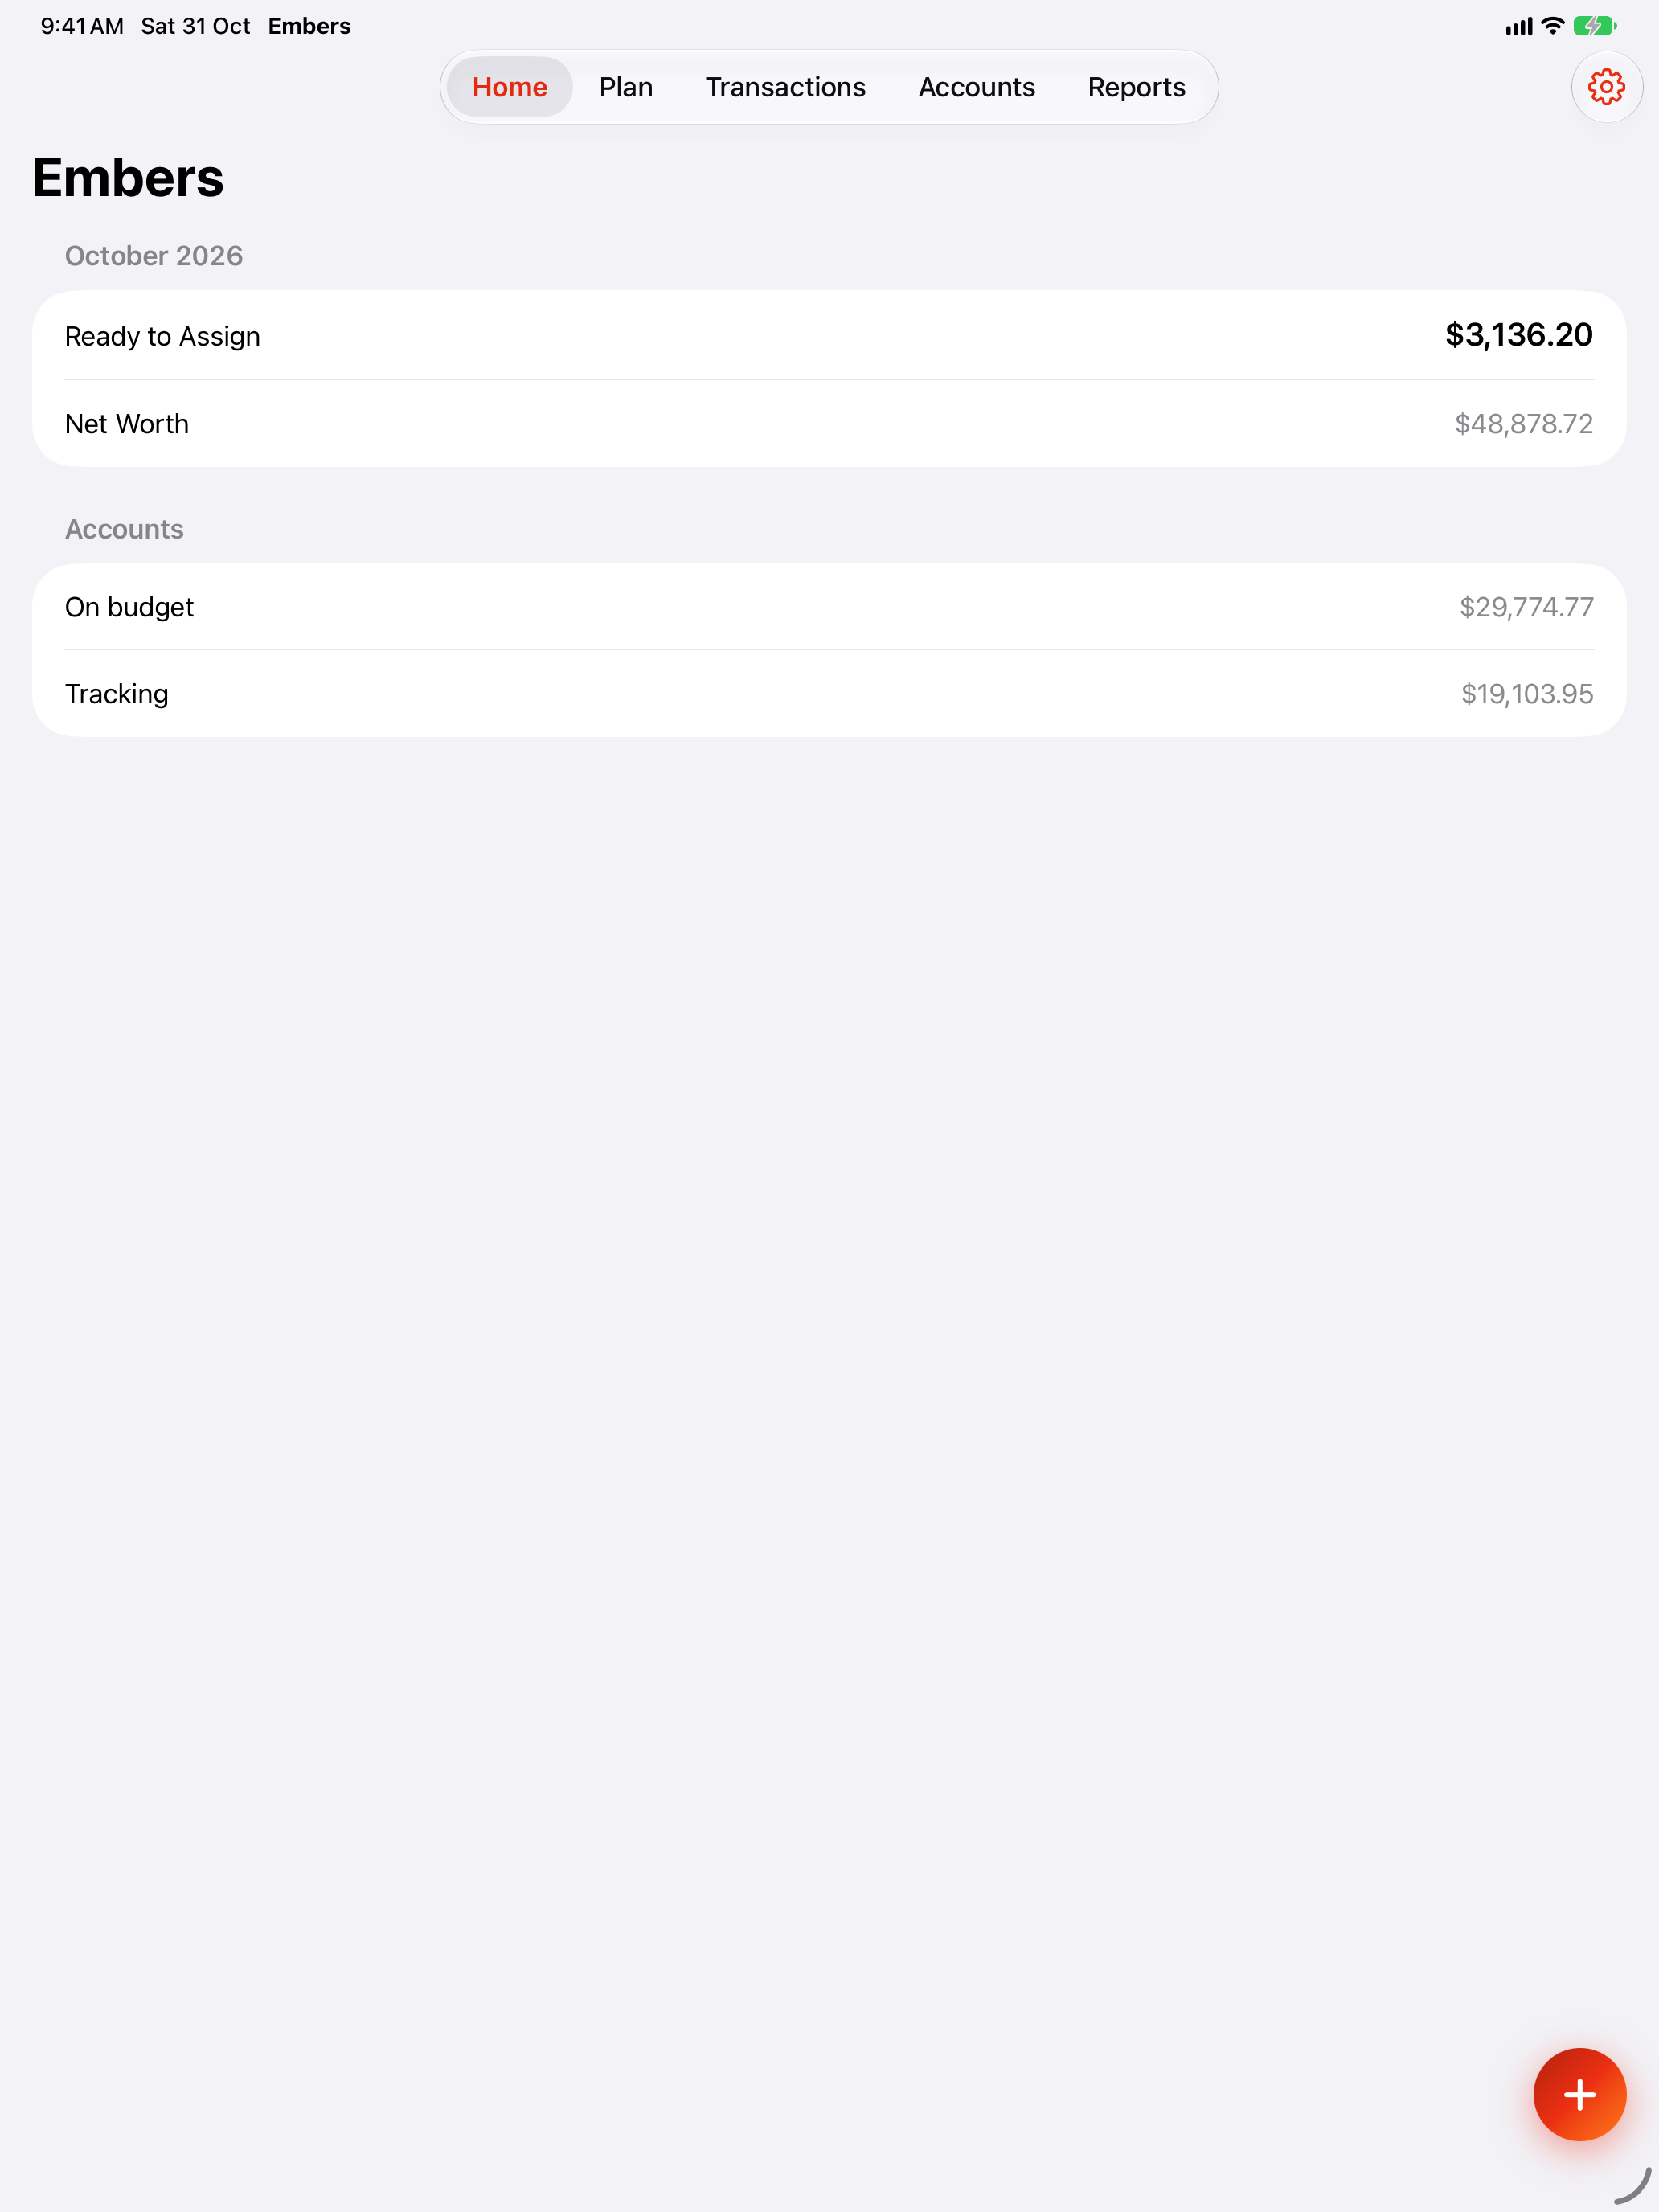 9:41 AM Sat 31 Oct Embers
Home Plan Transactions Accounts Reports
Embers
October 2026
Ready to Assign $3,136.20
Net Worth $48,878.72
Accounts
On budget $29,774.77
Tracking $19,103.95